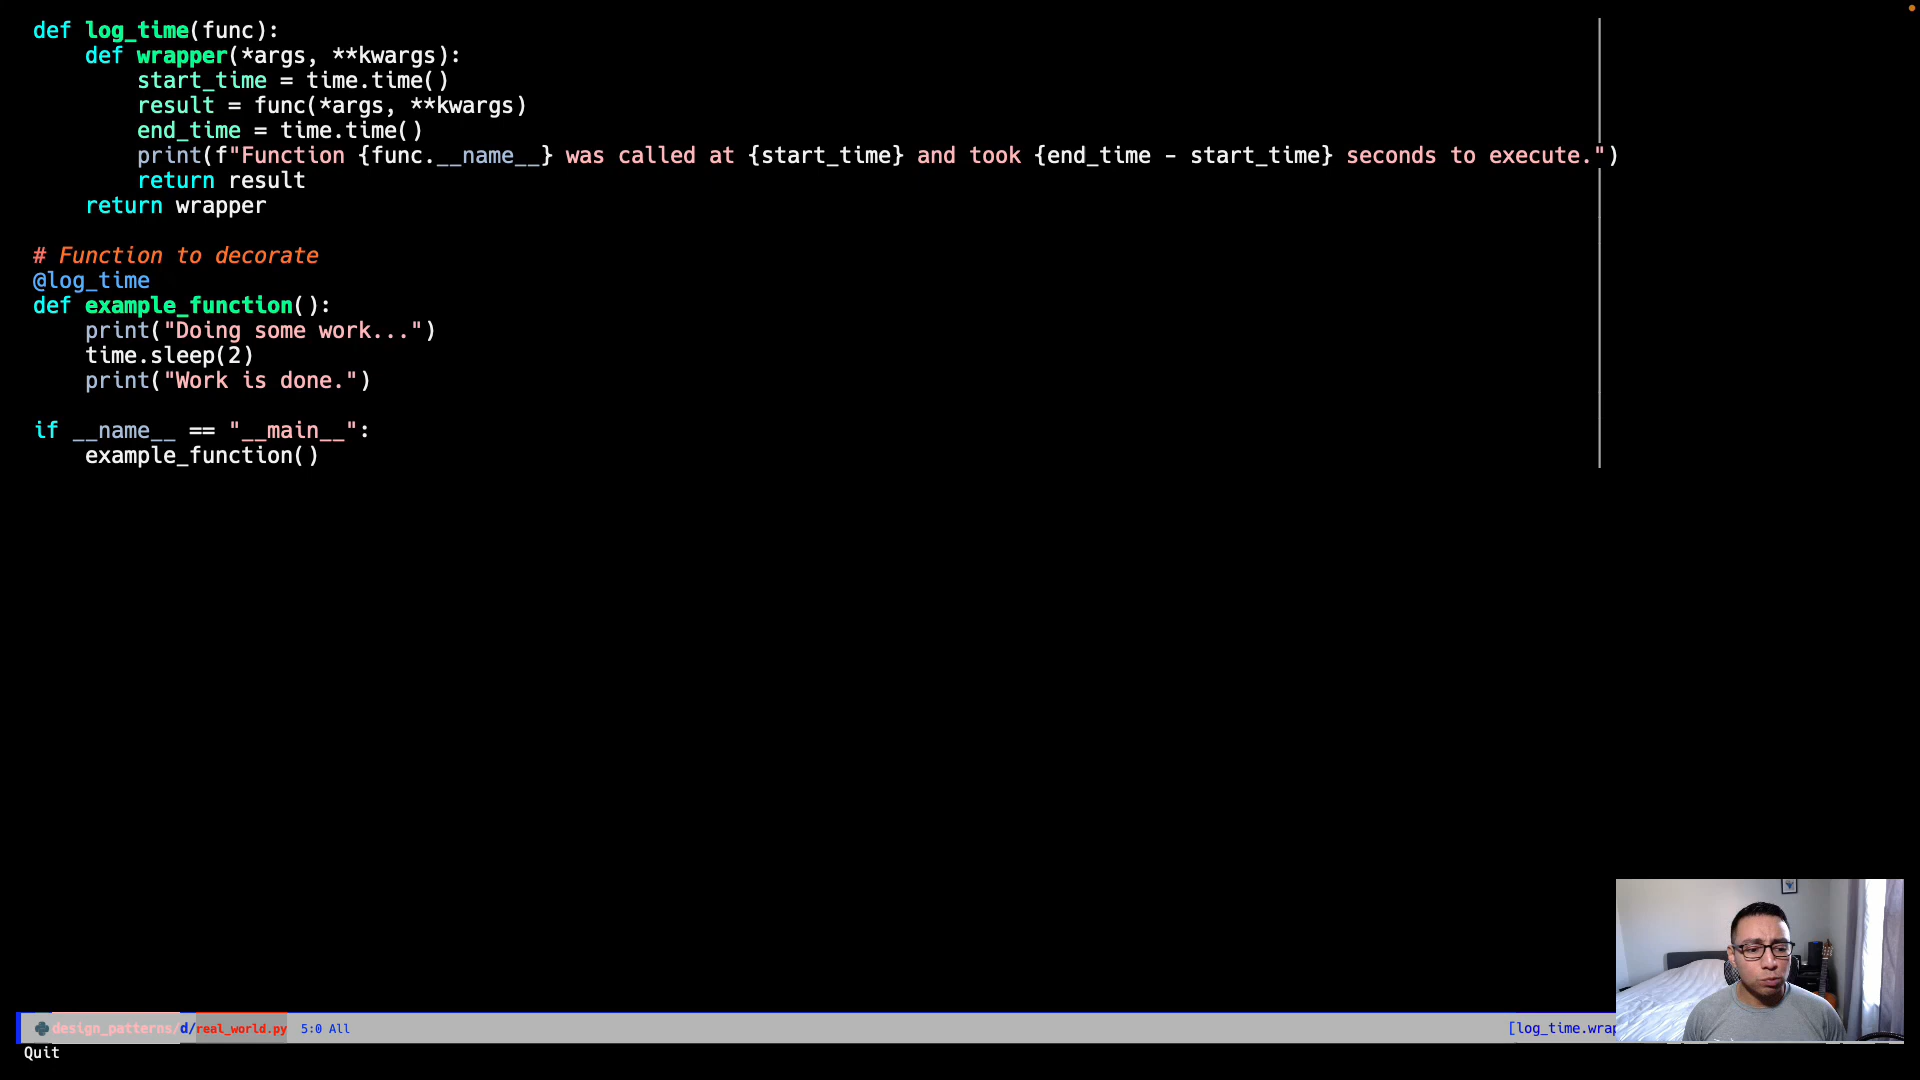 def log_time(func):
    def wrapper(*args, **kwargs):
        start_time = time.time()
        result = func(*args, **kwargs)
        end_time = time.time()
        print(f"Function {func.__name__} was called at {start_time} and took {end_time - start_time} seconds to execute.")
        return result
    return wrapper

# Function to decorate
@log_time
def example_function():
    print("Doing some work...")
    time.sleep(2)
    print("Work is done.")

if __name__ == "__main__":
    example_function()

design_patterns/d/real_world.py 5:0 All [log_time.wrap
Quit